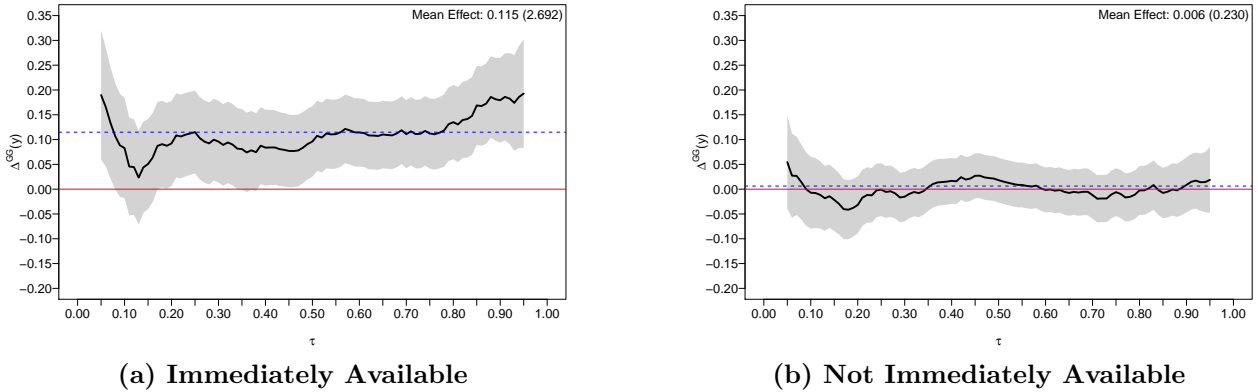 Mean Effect: 0.115 (2.692)
0.35
0.30
0.25
0.20
0.15
0.10
0.05
0.00
−0.05
−0.10
−0.15
−0.20
Δ^GG(y)
0.00 0.10 0.20 0.30 0.40 0.50 0.60 0.70 0.80 0.90 1.00
τ
(a) Immediately Available
Mean Effect: 0.006 (0.230)
0.35
0.30
0.25
0.20
0.15
0.10
0.05
0.00
−0.05
−0.10
−0.15
−0.20
Δ^GG(y)
0.00 0.10 0.20 0.30 0.40 0.50 0.60 0.70 0.80 0.90 1.00
τ
(b) Not Immediately Available